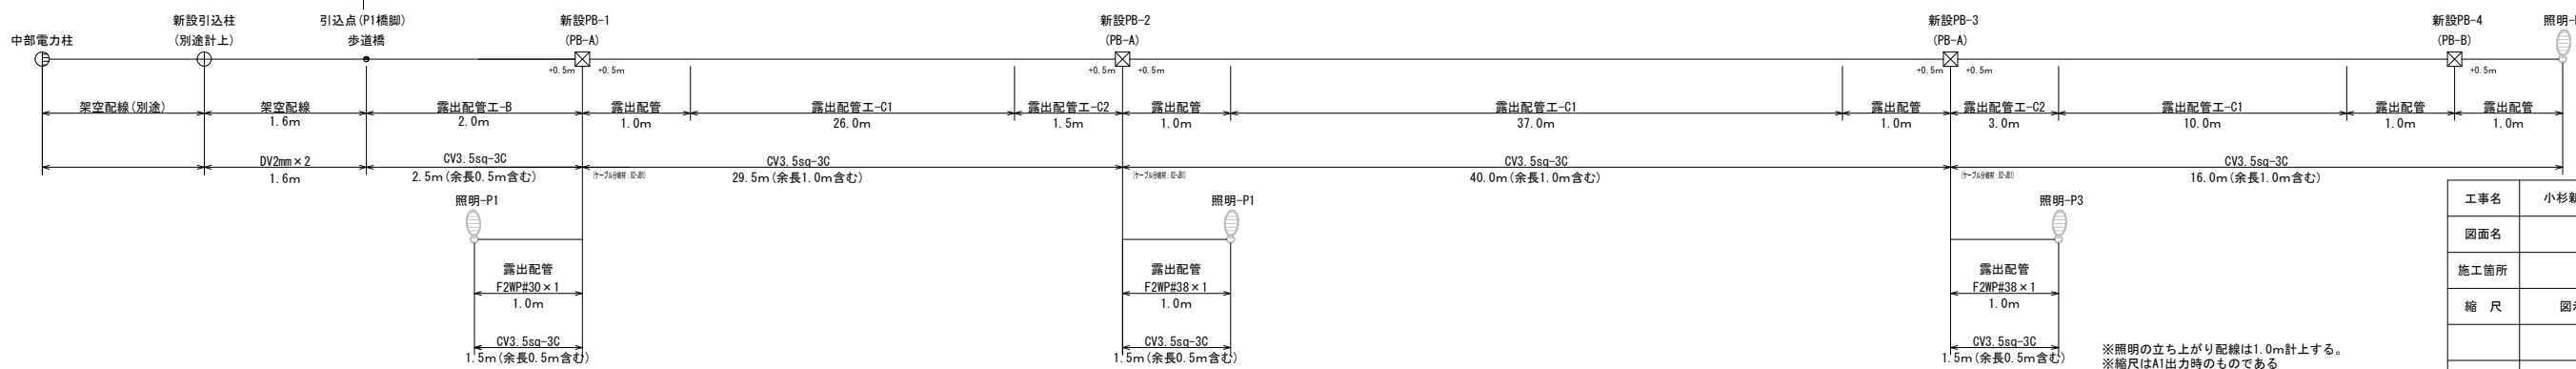 中部電力柱
新設引込柱
(別途計上)
引込点(P1橋脚)
歩道橋
新設PB-1
(PB-A)
新設PB-2
(PB-A)
新設PB-3
(PB-A)
新設PB-4
(PB-B)
照明-
+0.5m
+0.5m
+0.5m
+0.5m
+0.5m
+0.5m
+0.5m
架空配線(別途)
架空配線
1.6m
露出配管工-B
2.0m
露出配管
1.0m
露出配管工-C1
26.0m
露出配管工-C2
1.5m
露出配管
1.0m
露出配管工-C1
37.0m
露出配管
1.0m
露出配管工-C2
3.0m
露出配管工-C1
10.0m
露出配管
1.0m
露出配管
1.0m
DV2mm×2
1.6m
CV3.5sq-3C
2.5m(余長0.5m含む)
CV3.5sq-3C
29.5m(余長1.0m含む)
CV3.5sq-3C
40.0m(余長1.0m含む)
CV3.5sq-3C
16.0m(余長1.0m含む)
照明-P1
露出配管
F2WP#30×1
1.0m
CV3.5sq-3C
1.5m(余長0.5m含む)
照明-P1
露出配管
F2WP#38×1
1.0m
CV3.5sq-3C
1.5m(余長0.5m含む)
照明-P3
露出配管
F2WP#38×1
1.0m
CV3.5sq-3C
1.5m(余長0.5m含む)
※照明の立ち上がり配線は1.0m計上する。
※縮尺はA1出力時のものである
工事名 小杉
図面名
施工箇所
縮 尺 図